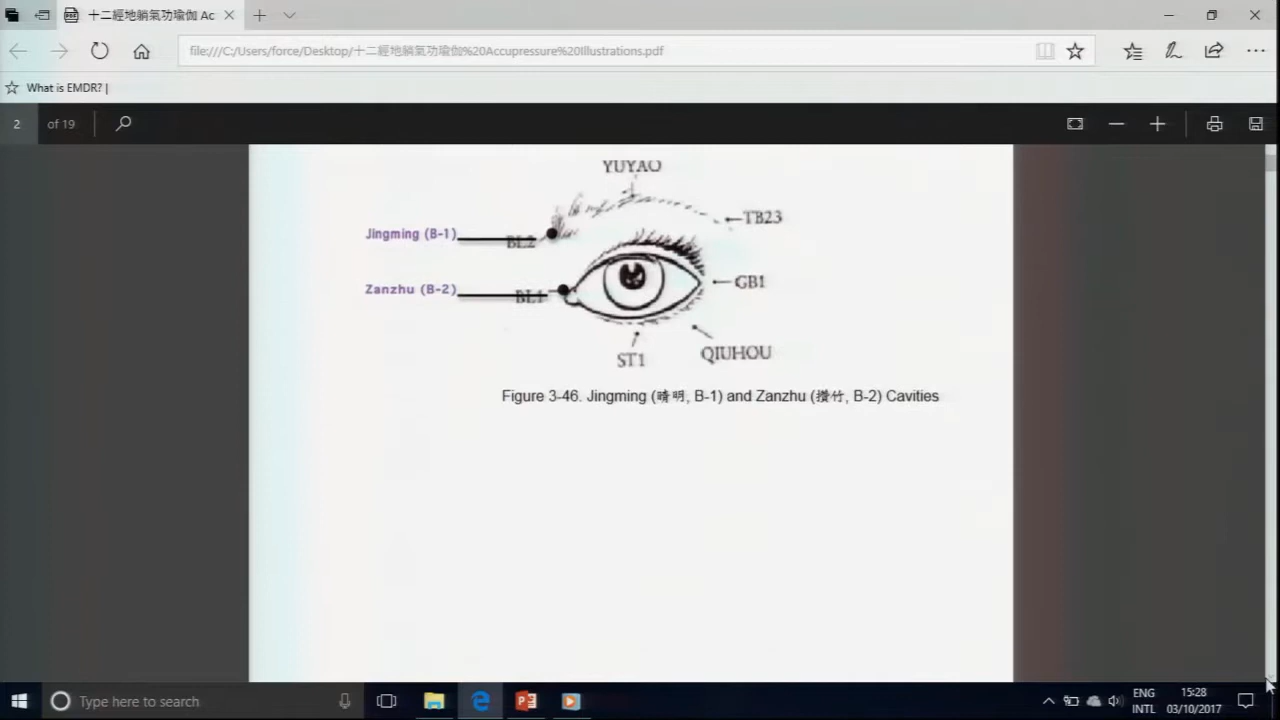 十二經地躺氣功瑜伽 Ac
file:///C:/Users/force/Desktop/十二經地躺氣功瑜伽%20Accupressure%20Illustrations.pdf
What is EMDR? |
2 of 19
YUYAO
TB23
Jingming (B-1)
BL2
GB1
Zanzhu (B-2)
BL1
ST1
QIUHOU
Figure 3-46. Jingming (睛明, B-1) and Zanzhu (攢竹, B-2) Cavities
Type here to search
ENG
INTL
15:28
03/10/2017